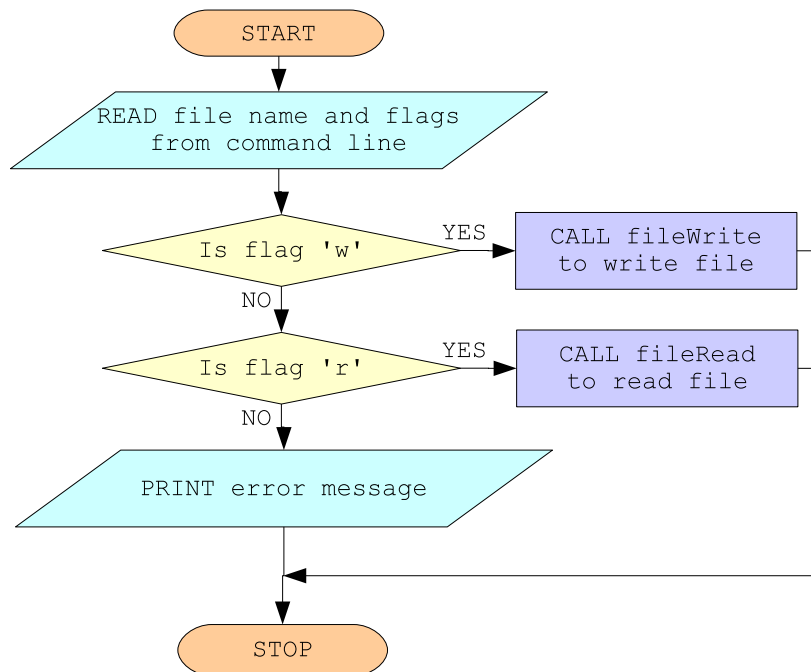 START
READ file name and flags
from command line
Is flag 'w'
YES
CALL fileWrite
to write file
NO
Is flag 'r'
YES
CALL fileRead
to read file
NO
PRINT error message
STOP